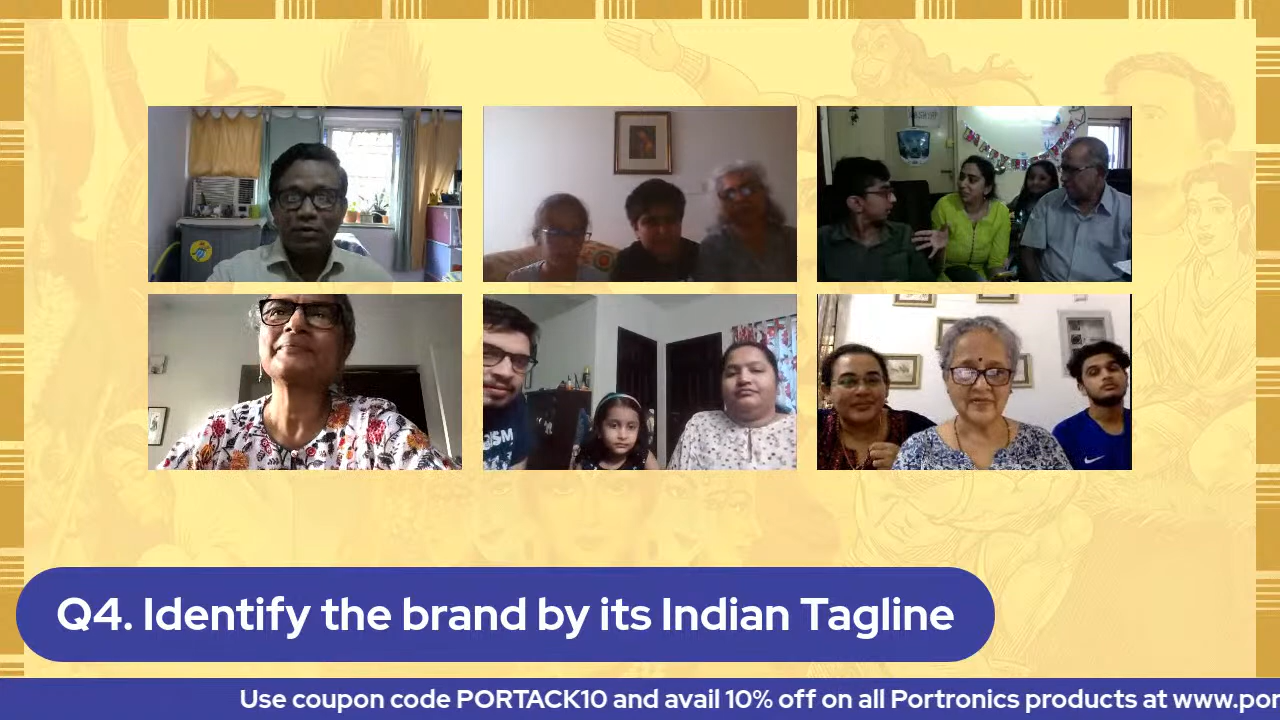 ISM
Q4. Identify the brand by its Indian Tagline
Use coupon code PORTACK10 and avail 10% off on all Portronics products at www.por